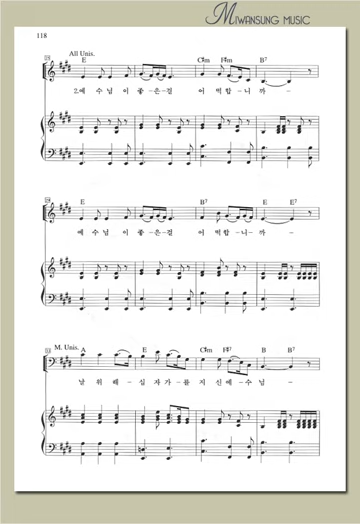 MIWANSUNG MUSIC
118
All Unis.
E C#m F#m B7
2.예 수 님 이 좋-은-걸 어 떡 합-니 까-
E B7 E E7
예 수 님 이 좋-은-걸 어 떡 합-니 까-
M. Unis. A E C#m F#7 B B7
날 위 해-십 자 가-를 지 신 예-수 님-